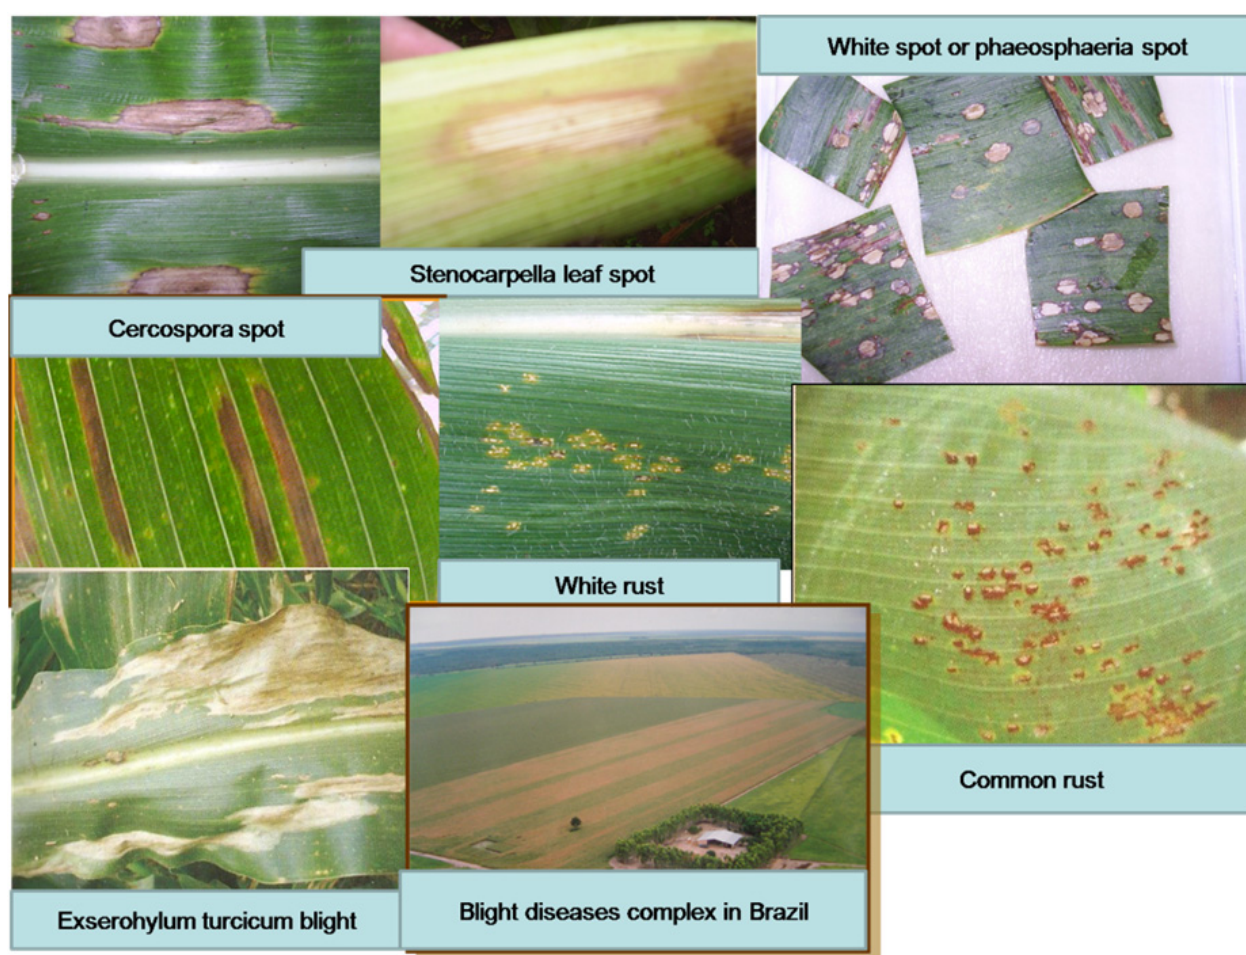 White spot or phaeosphaeria spot
Stenocarpella leaf spot
Cercospora spot
White rust
Common rust
Exserohylum turcicum blight
Blight diseases complex in Brazil